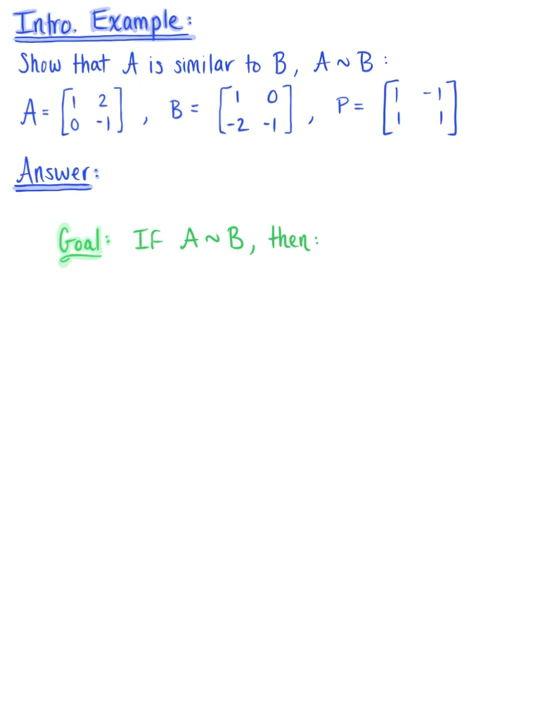 Intro. Example:
Show that A is similar to B, A ~ B :
A = [1 2
0 -1] , B = [1 0
-2 -1] , P = [1 -1
1 1]
Answer:
Goal: IF A ~ B, then: